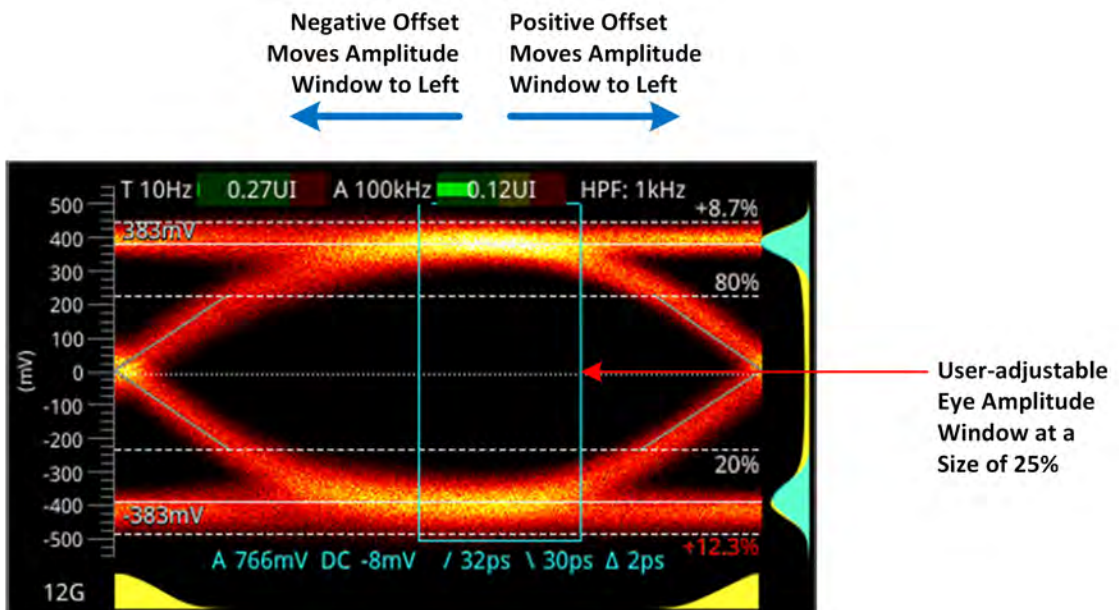 Negative Offset
Moves Amplitude
Window to Left
Positive Offset
Moves Amplitude
Window to Left
T 10Hz 0.27UI A 100kHz 0.12UI HPF: 1kHz
+8.7%
500
383mV
400
300
80%
200
100
0
(mV)
-100
-200
20%
-300
-400
-383mV
-500
+12.3%
A 766mV DC -8mV / 32ps \ 30ps Δ 2ps
12G
User-adjustable
Eye Amplitude
Window at a
Size of 25%